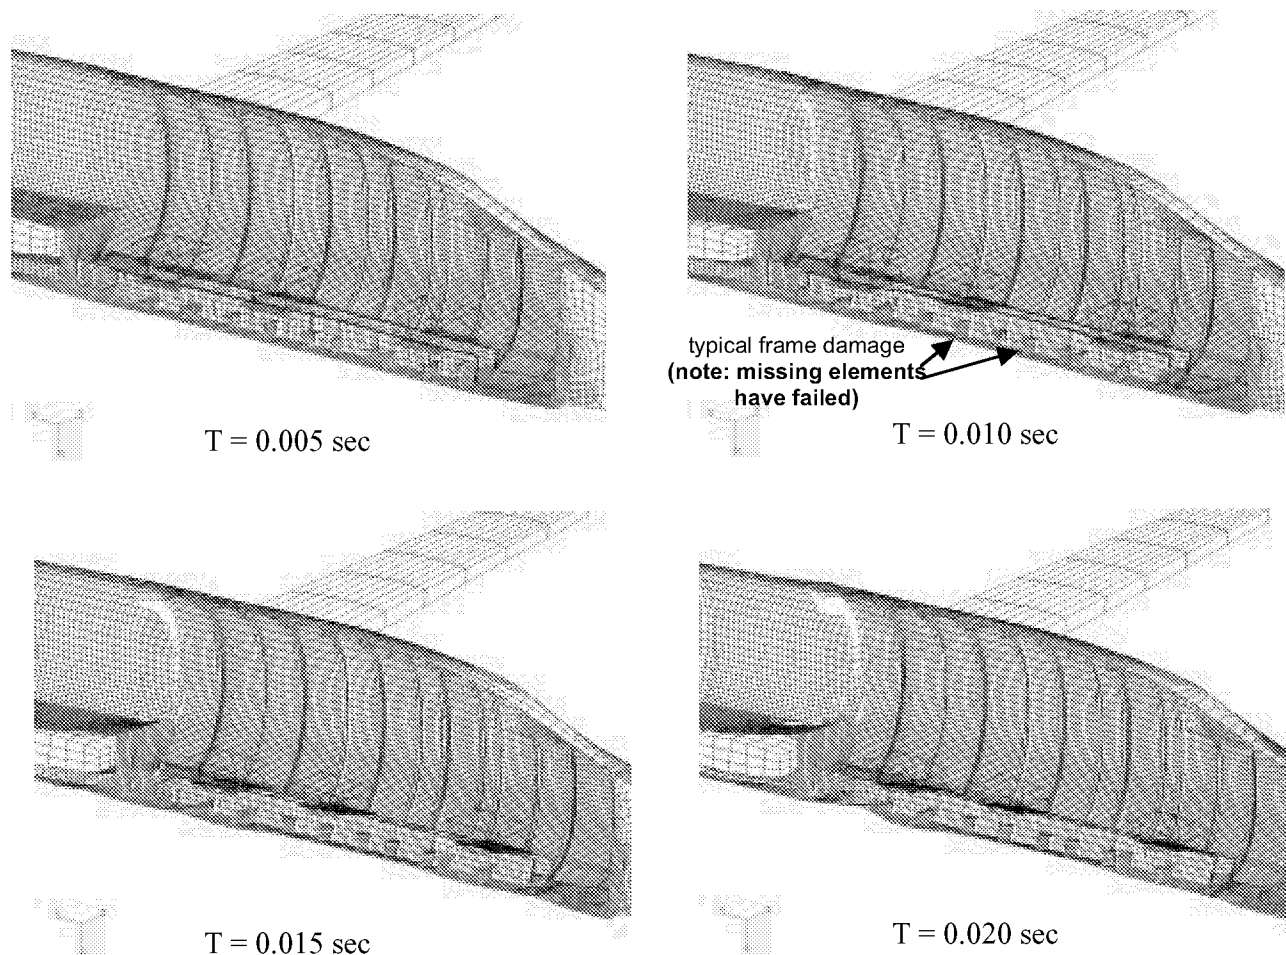 typical frame damage
(note: missing elements
have failed)
T = 0.005 sec
T = 0.010 sec
T = 0.015 sec
T = 0.020 sec